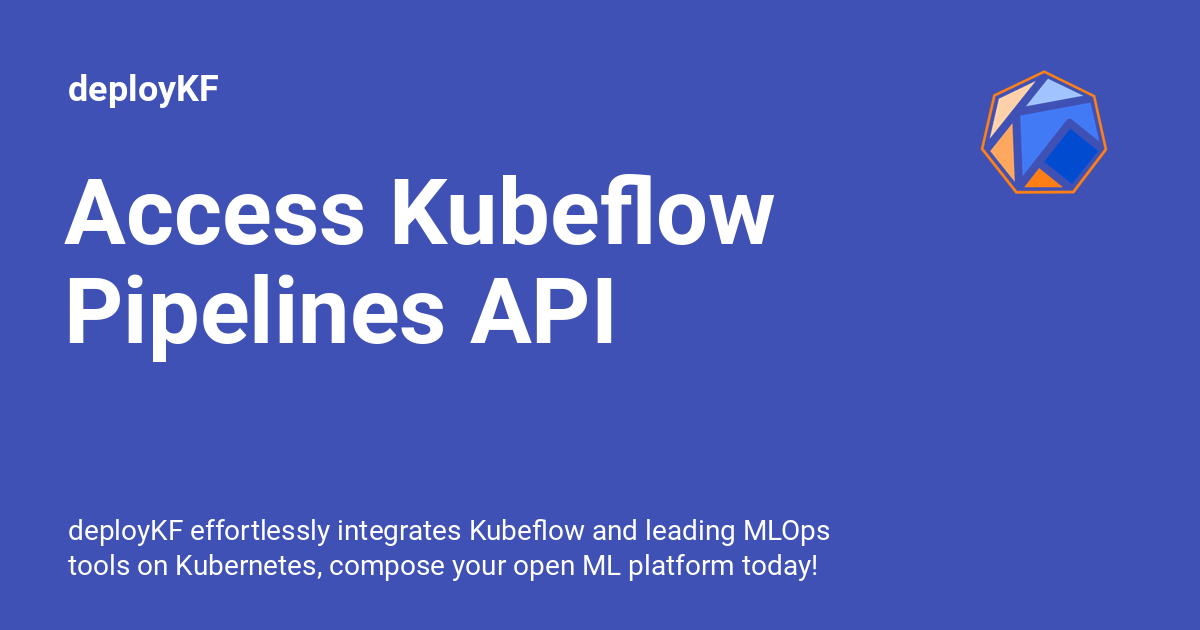 deployKF
Access Kubeflow
Pipelines API
deployKF effortlessly integrates Kubeflow and leading MLOps
tools on Kubernetes, compose your open ML platform today!